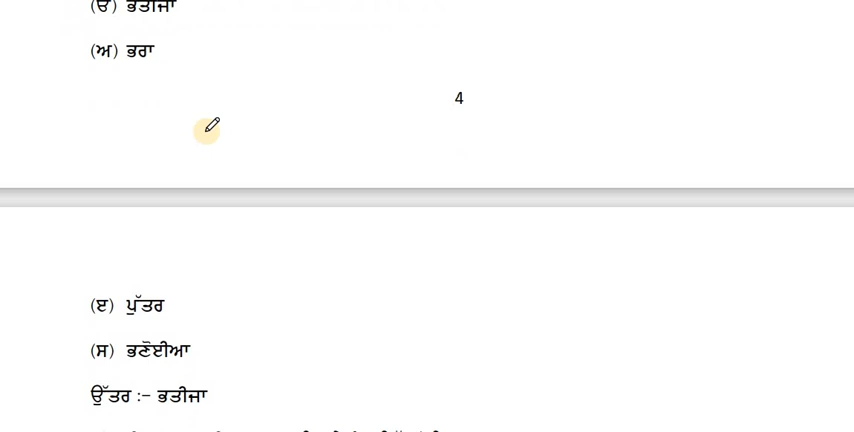 (ੳ) ਭਤੀਜਾ
(ਅ) ਭਰਾ
4
(ੲ) ਪੁੱਤਰ
(ਸ) ਭਣੋਈਆ
ਉੱਤਰ :– ਭਤੀਜਾ